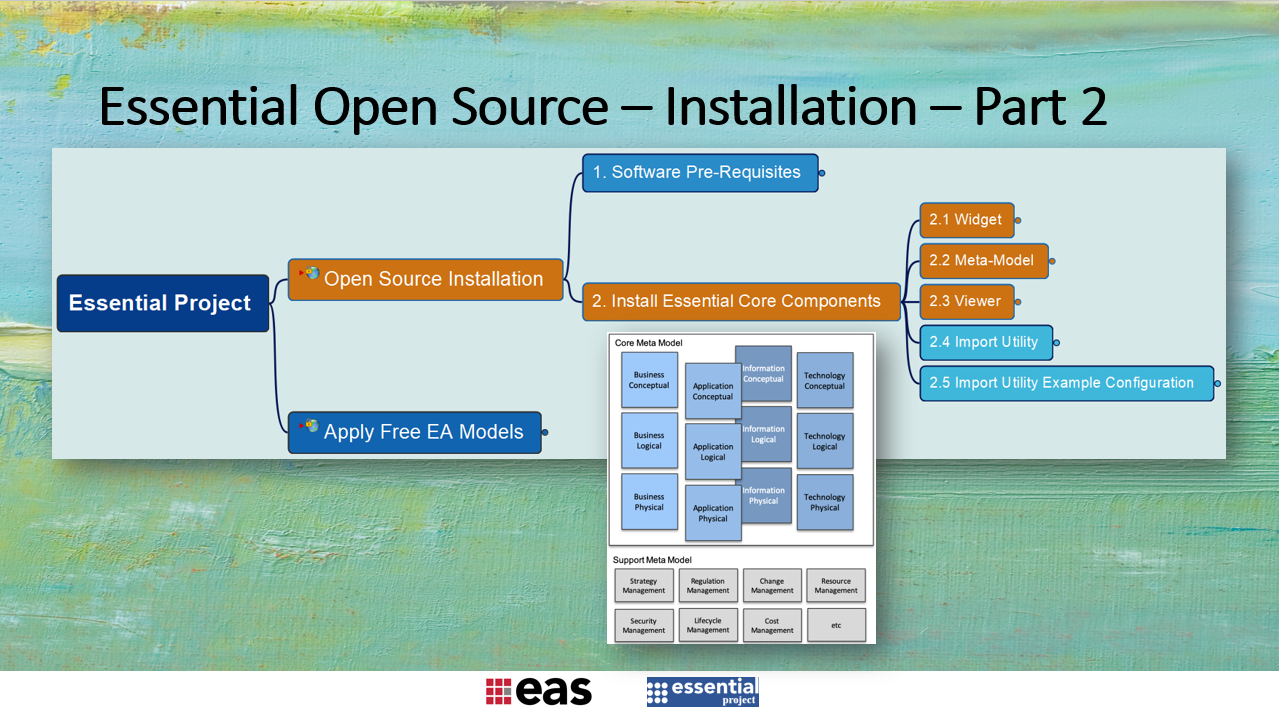 Essential Open Source – Installation – Part 2
Essential Project
Open Source Installation
Apply Free EA Models
1. Software Pre-Requisites
2. Install Essential Core Components
2.1 Widget
2.2 Meta-Model
2.3 Viewer
2.4 Import Utility
2.5 Import Utility Example Configuration
Core Meta Model
Business
Conceptual
Application
Conceptual
Information
Conceptual
Technology
Conceptual
Business
Logical
Application
Logical
Information
Logical
Technology
Logical
Business
Physical
Application
Physical
Information
Physical
Technology
Physical
Support Meta Model
Strategy
Management
Regulation
Management
Change
Management
Resource
Management
Security
Management
Lifecycle
Management
Cost
Management
etc
eas
essential
project